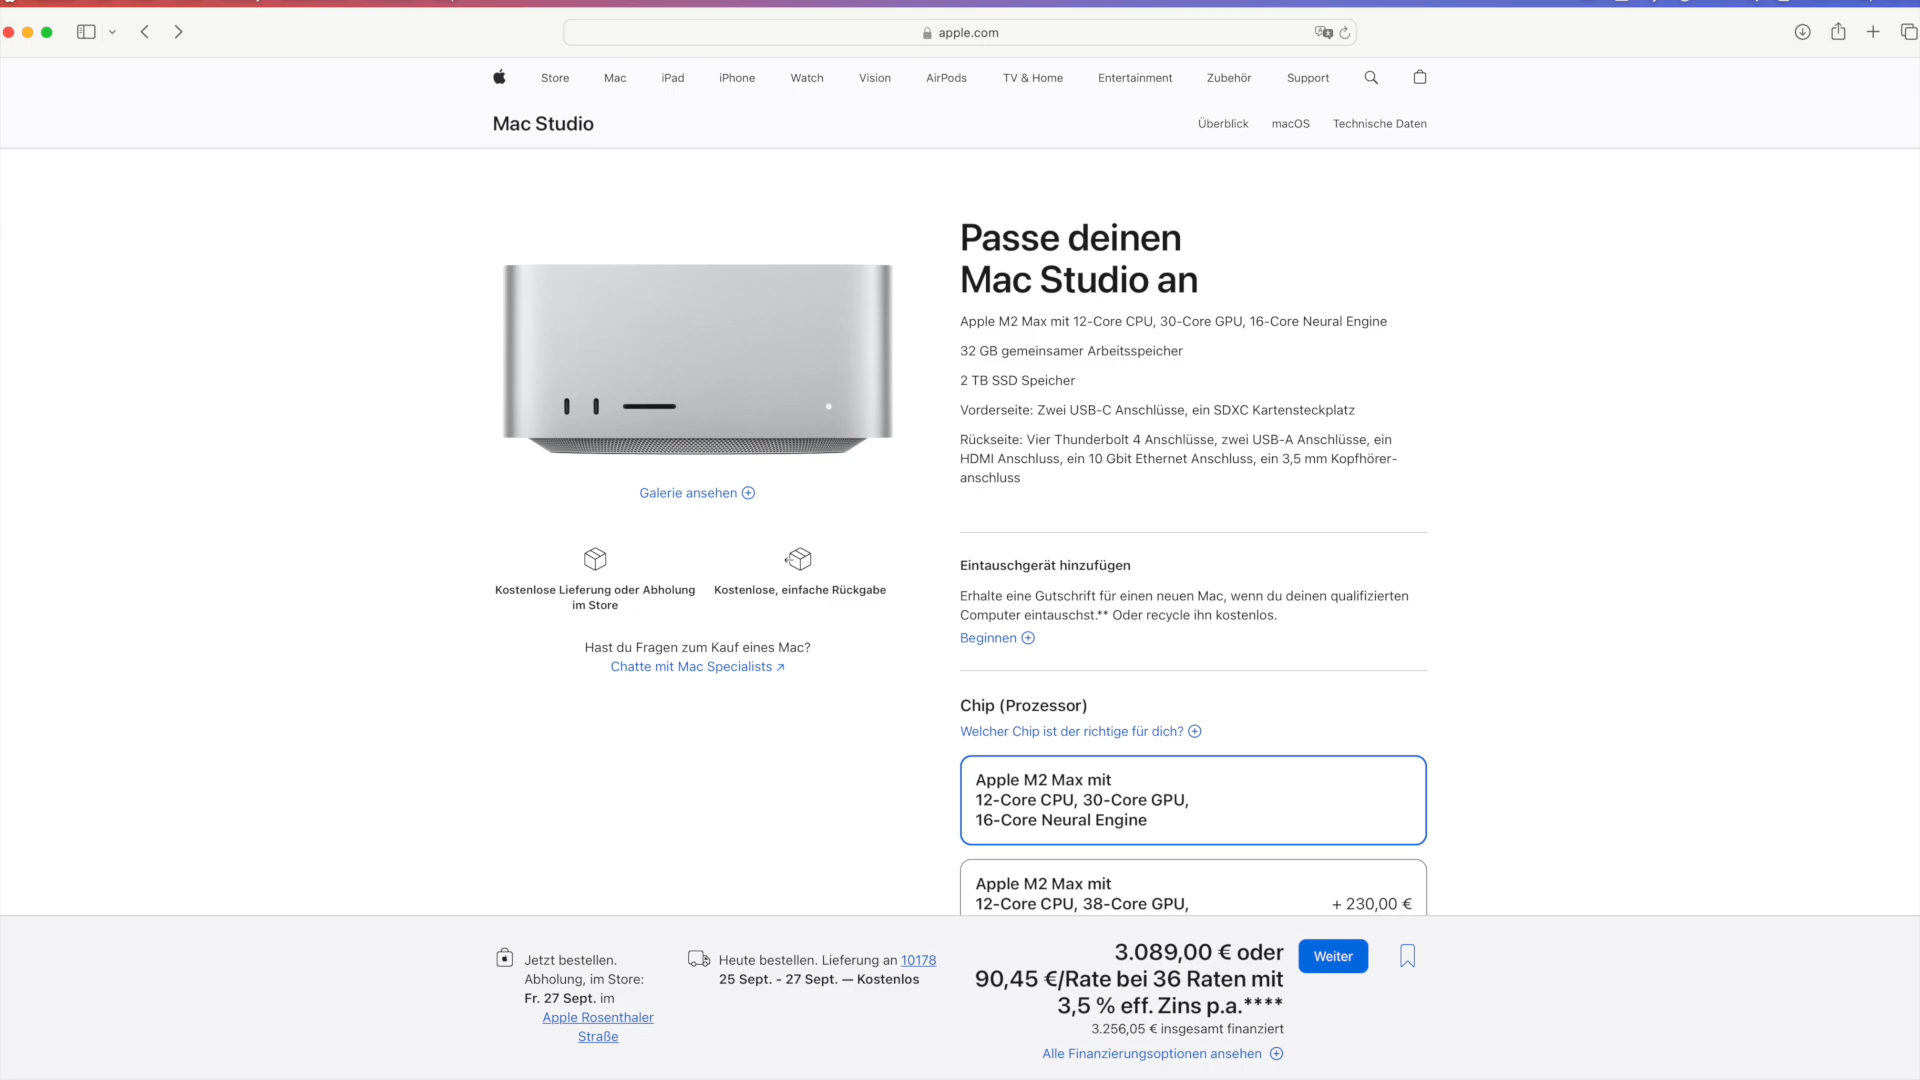 apple.com
Store
Mac
iPad
iPhone
Watch
Vision
AirPods
TV & Home
Entertainment
Zubehör
Support
Mac Studio
Überblick
macOS
Technische Daten
Galerie ansehen
Kostenlose Lieferung oder Abholung
im Store
Kostenlose, einfache Rückgabe
Hast du Fragen zum Kauf eines Mac?
Chatte mit Mac Specialists
Passe deinen
Mac Studio an
Apple M2 Max mit 12-Core CPU, 30-Core GPU, 16-Core Neural Engine
32 GB gemeinsamer Arbeitsspeicher
2 TB SSD Speicher
Vorderseite: Zwei USB-C Anschlüsse, ein SDXC Kartensteckplatz
Rückseite: Vier Thunderbolt 4 Anschlüsse, zwei USB-A Anschlüsse, ein
HDMI Anschluss, ein 10 Gbit Ethernet Anschluss, ein 3,5 mm Kopfhörer-
anschluss
Eintauschgerät hinzufügen
Erhalte eine Gutschrift für einen neuen Mac, wenn du deinen qualifizierten
Computer eintauschst.** Oder recycle ihn kostenlos.
Beginnen
Chip (Prozessor)
Welcher Chip ist der richtige für dich?
Apple M2 Max mit
12-Core CPU, 30-Core GPU,
16-Core Neural Engine
Apple M2 Max mit
12-Core CPU, 38-Core GPU,
+ 230,00 €
Jetzt bestellen.
Abholung, im Store:
Fr. 27 Sept. im
Apple Rosenthaler
Straße
Heute bestellen. Lieferung an 10178
25 Sept. - 27 Sept. — Kostenlos
3.089,00 € oder
90,45 €/Rate bei 36 Raten mit
3,5 % eff. Zins p.a.****
3.256,05 € insgesamt finanziert
Alle Finanzierungsoptionen ansehen
Weiter